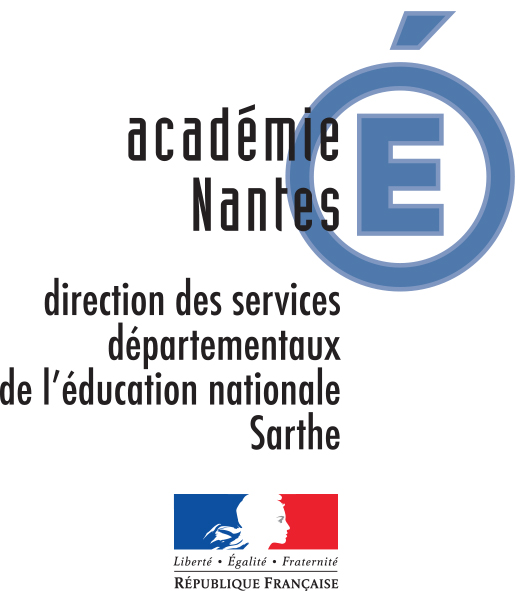 académie
Nantes
É
direction des services
départementaux
de l'éducation nationale
Sarthe
Liberté • Égalité • Fraternité
RÉPUBLIQUE FRANÇAISE